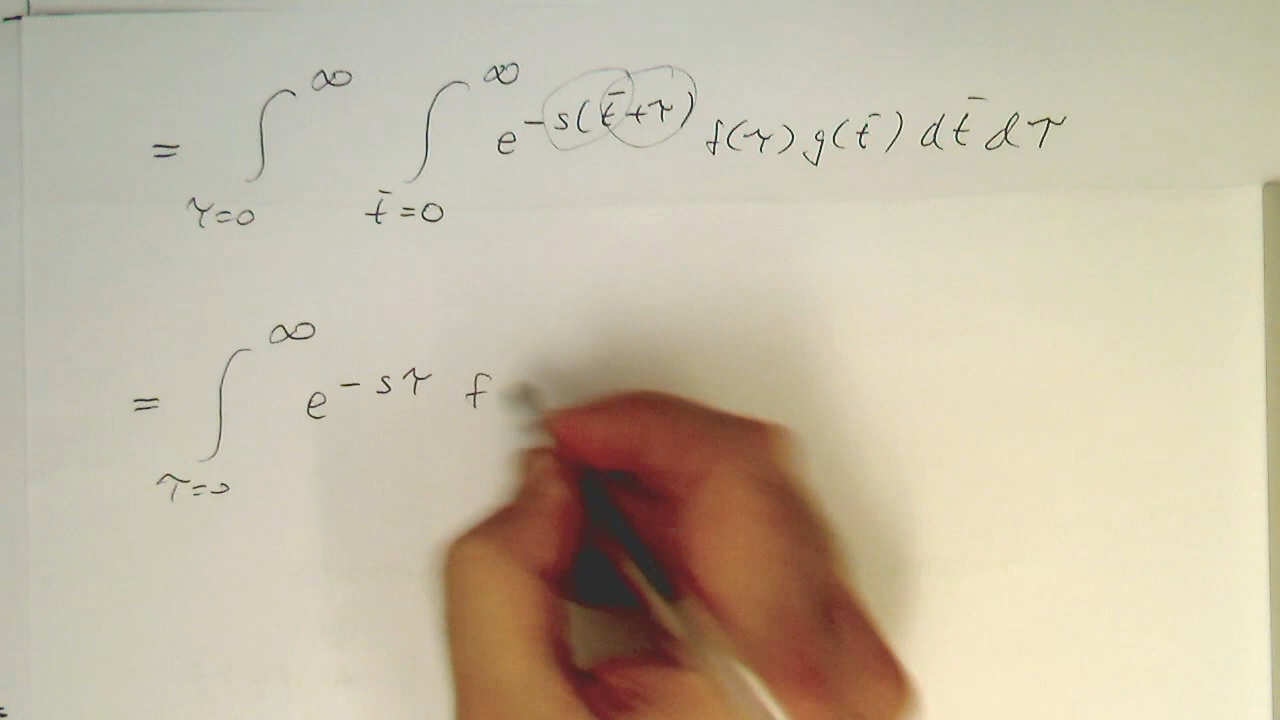 = ∫_{τ=0}^{∞} ∫_{t̄=0}^{∞} e^{-s(t̄+τ)} f(τ) g(t̄) dt̄ dτ
= ∫_{τ=0}^{∞} e^{-sτ} f